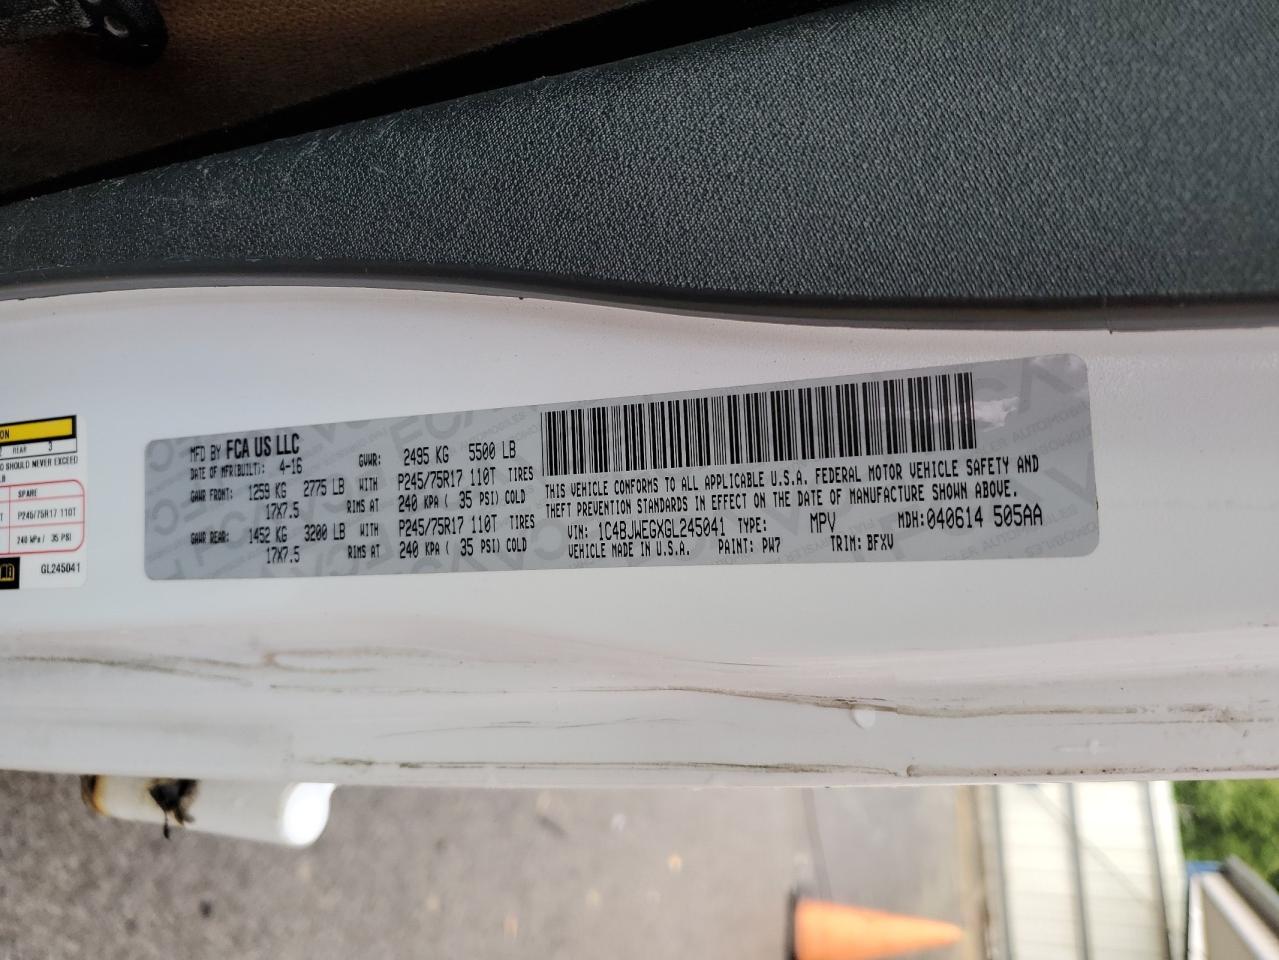 ON
REAR 3
D SHOULD NEVER EXCEED
LB
SPARE
T P245/75R17 110T
240 kPa / 35 PSI
GL245041
MFD BY FCA US LLC
DATE OF MFR(BUILT): 4-16 GVWR: 2495 KG 5500 LB
GAWR FRONT: 1259 KG 2775 LB WITH P245/75R17 110T TIRES
17X7.5 RIMS AT 240 KPA ( 35 PSI) COLD
GAWR REAR: 1452 KG 3200 LB WITH P245/75R17 110T TIRES
17X7.5 RIMS AT 240 KPA ( 35 PSI) COLD
THIS VEHICLE CONFORMS TO ALL APPLICABLE U.S.A. FEDERAL MOTOR VEHICLE SAFETY AND
THEFT PREVENTION STANDARDS IN EFFECT ON THE DATE OF MANUFACTURE SHOWN ABOVE.
VIN: 1C4BJWEGXGL245041 TYPE: MPV MDH:040614 505AA
VEHICLE MADE IN U.S.A. PAINT: PW7 TRIM: BFXV